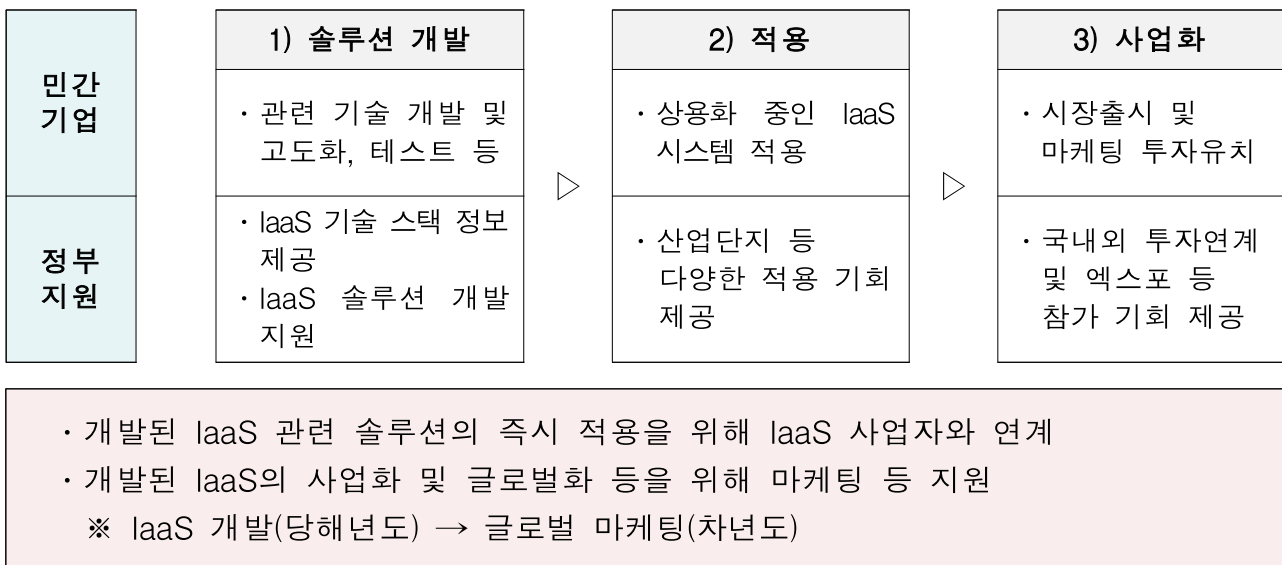 민간
기업
정부
지원
1) 솔루션 개발
· 관련 기술 개발 및
고도화, 테스트 등
· IaaS 기술 스택 정보
제공
· IaaS 솔루션 개발
지원
▷
2) 적용
· 상용화 중인 IaaS
시스템 적용
· 산업단지 등
다양한 적용 기회
제공
▷
3) 사업화
· 시장출시 및
마케팅 투자유치
· 국내외 투자연계
및 엑스포 등
참가 기회 제공
· 개발된 IaaS 관련 솔루션의 즉시 적용을 위해 IaaS 사업자와 연계
· 개발된 IaaS의 사업화 및 글로벌화 등을 위해 마케팅 등 지원
※ IaaS 개발(당해년도) → 글로벌 마케팅(차년도)